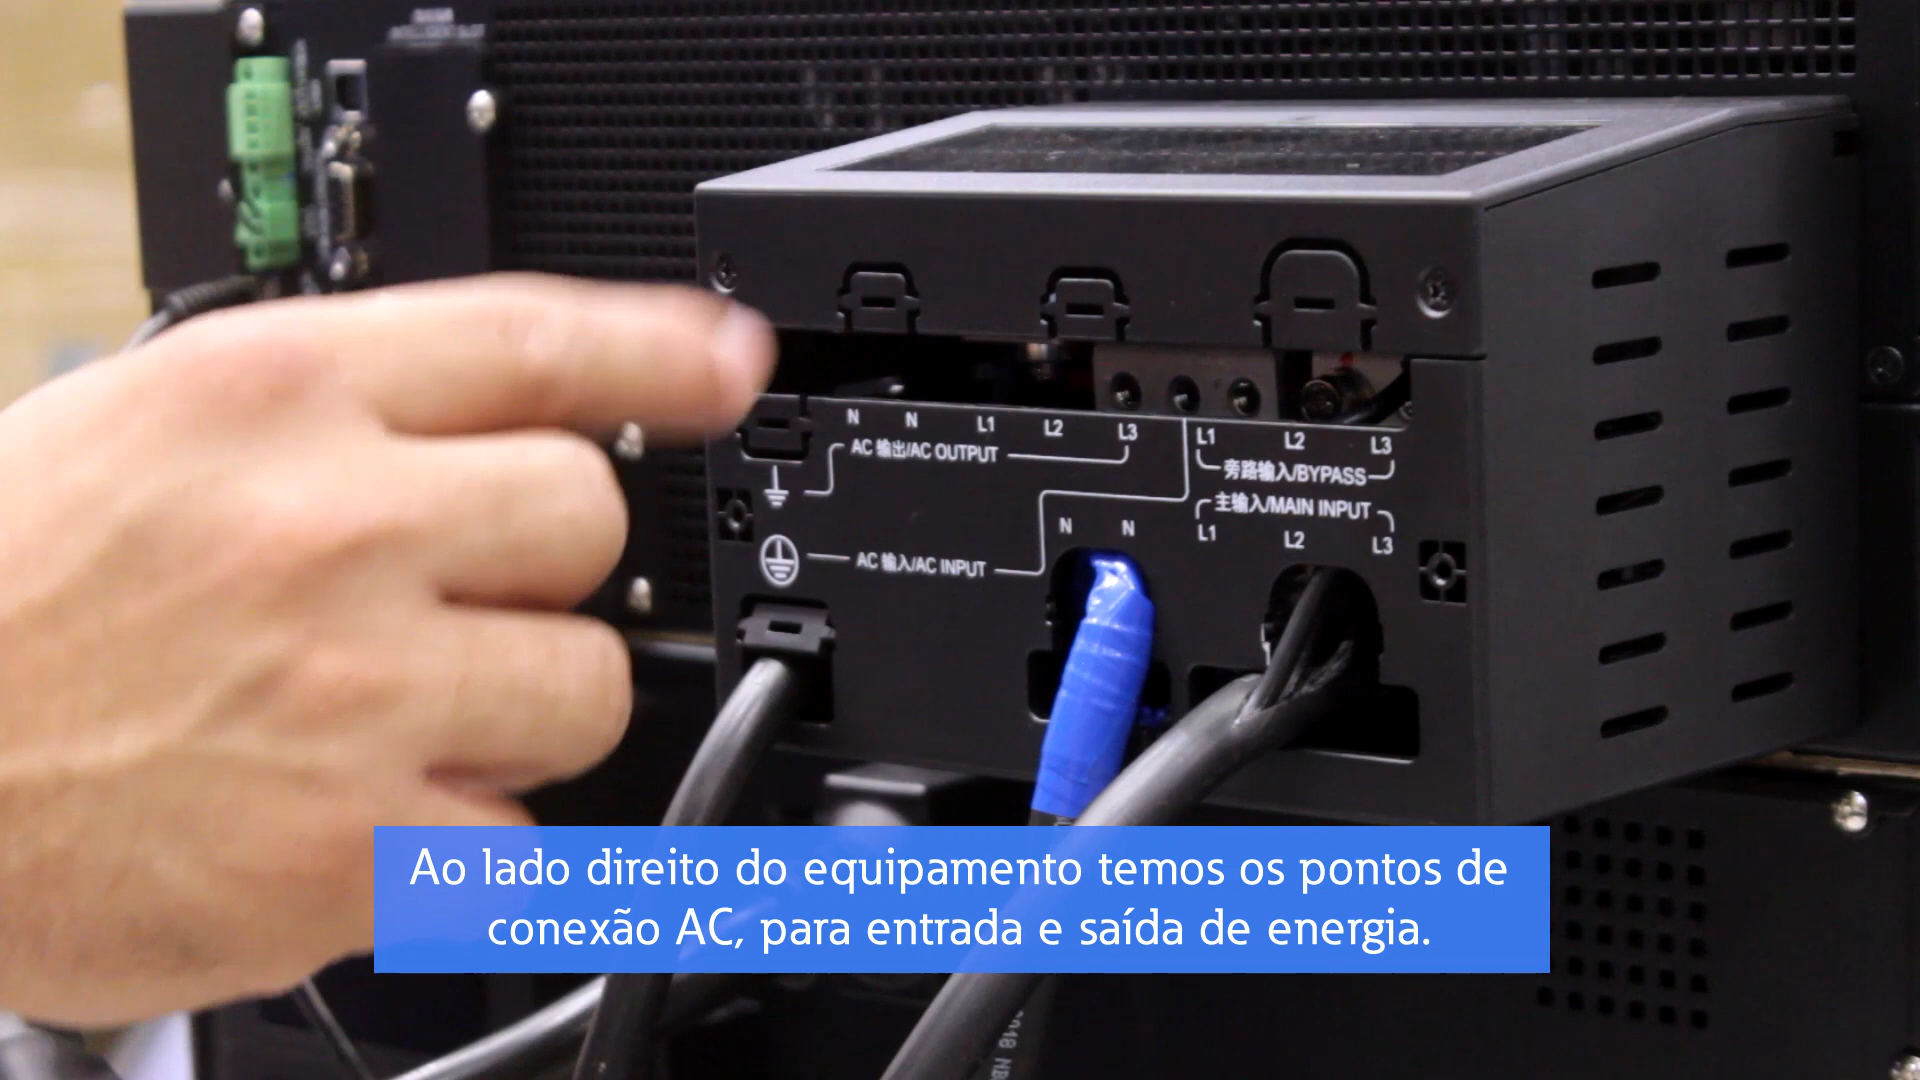 N N L1 L2 L3
AC 输出/AC OUTPUT
L1 L2 L3
旁路输入/BYPASS
主输入/MAIN INPUT
N N L1 L2 L3
AC 输入/AC INPUT
Ao lado direito do equipamento temos os pontos de
conexão AC, para entrada e saída de energia.
2018